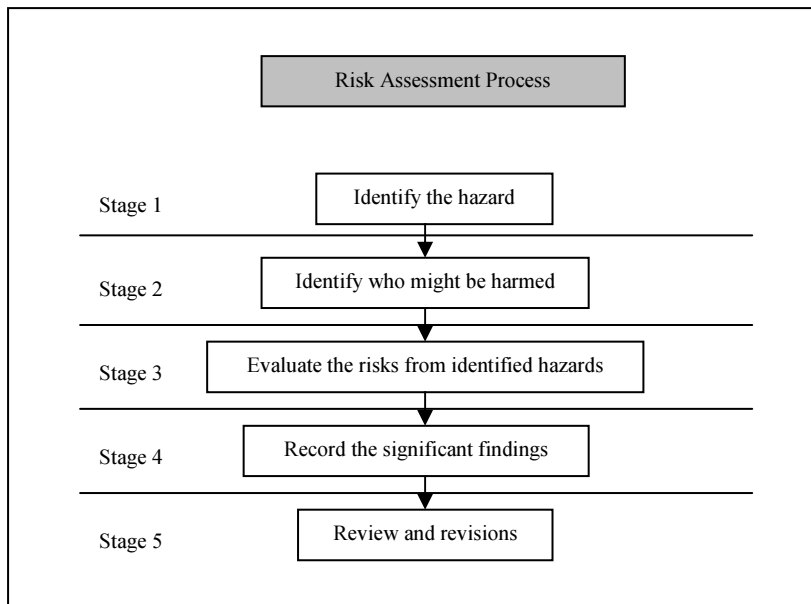 Risk Assessment Process
Stage 1
Identify the hazard
Stage 2
Identify who might be harmed
Stage 3
Evaluate the risks from identified hazards
Stage 4
Record the significant findings
Stage 5
Review and revisions